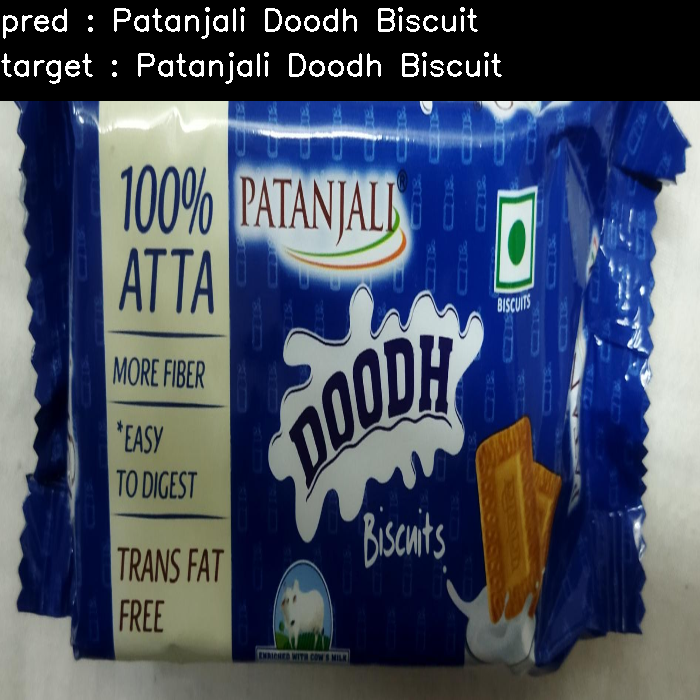 pred : Patanjali Doodh Biscuit
target : Patanjali Doodh Biscuit
100%
ATTA
MORE FIBER
*EASY
TO DIGEST
TRANS FAT
FREE
PATANJALI®
BISCUITS
DOODH
Biscuits
ENRICHED WITH COW'S MILK